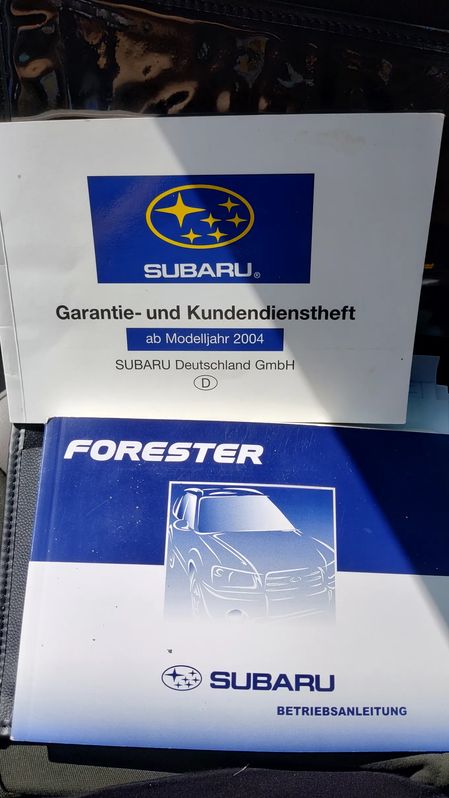 SUBARU®
Garantie- und Kundendienstheft
ab Modelljahr 2004
SUBARU Deutschland GmbH
D
FORESTER
SUBARU
BETRIEBSANLEITUNG